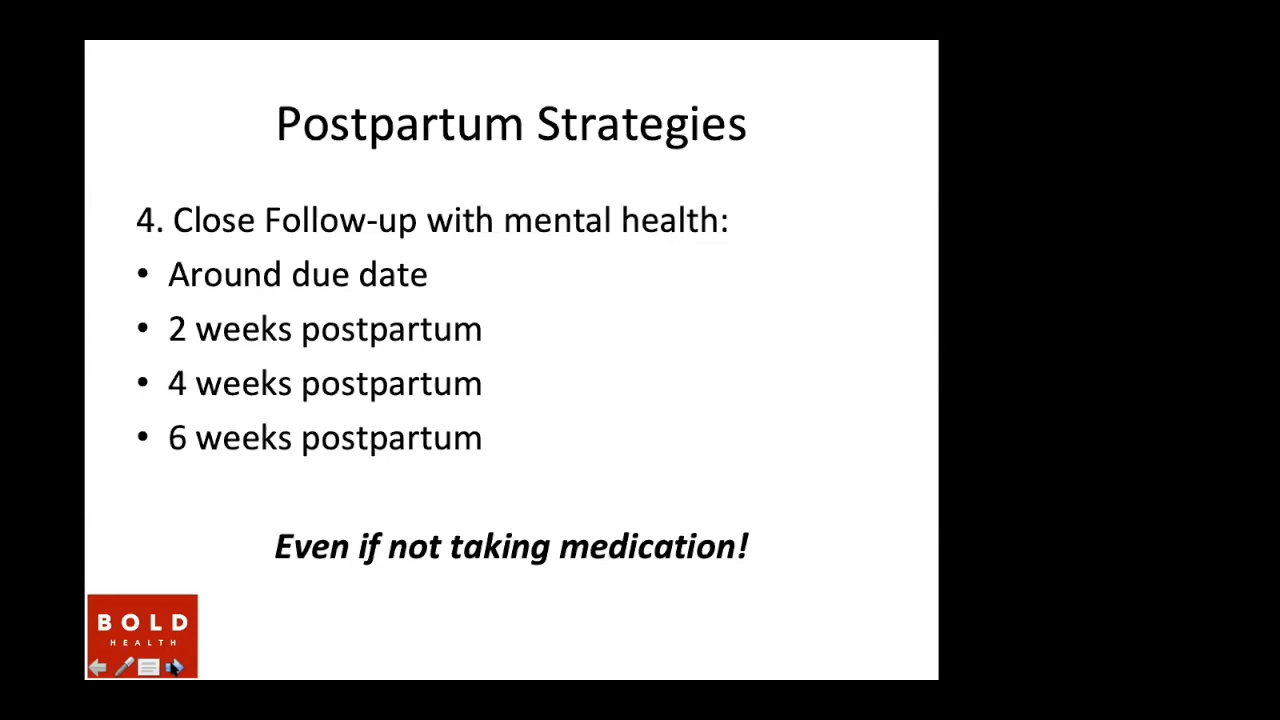 Postpartum Strategies
4. Close Follow-up with mental health:
• Around due date
• 2 weeks postpartum
• 4 weeks postpartum
• 6 weeks postpartum
Even if not taking medication!
BOLD
HEALTH